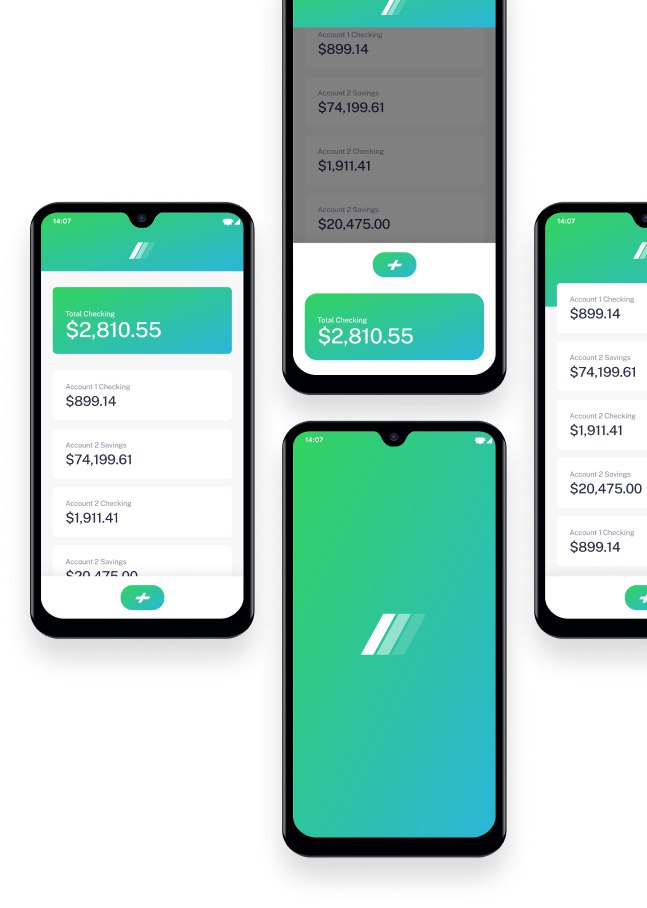 14:07
Total Checking
$2,810.55
Account 1 Checking
$899.14
Account 2 Savings
$74,199.61
Account 2 Checking
$1,911.41
Account 2 Savings
$20,475.00
Account 1 Checking
$899.14
Account 2 Savings
$74,199.61
Account 2 Checking
$1,911.41
Account 2 Savings
$20,475.00
Total Checking
$2,810.55
14:07
14:07
Account 1 Checking
$899.14
Account 2 Savings
$74,199.61
Account 2 Checking
$1,911.41
Account 2 Savings
$20,475.00
Account 1 Checking
$899.14